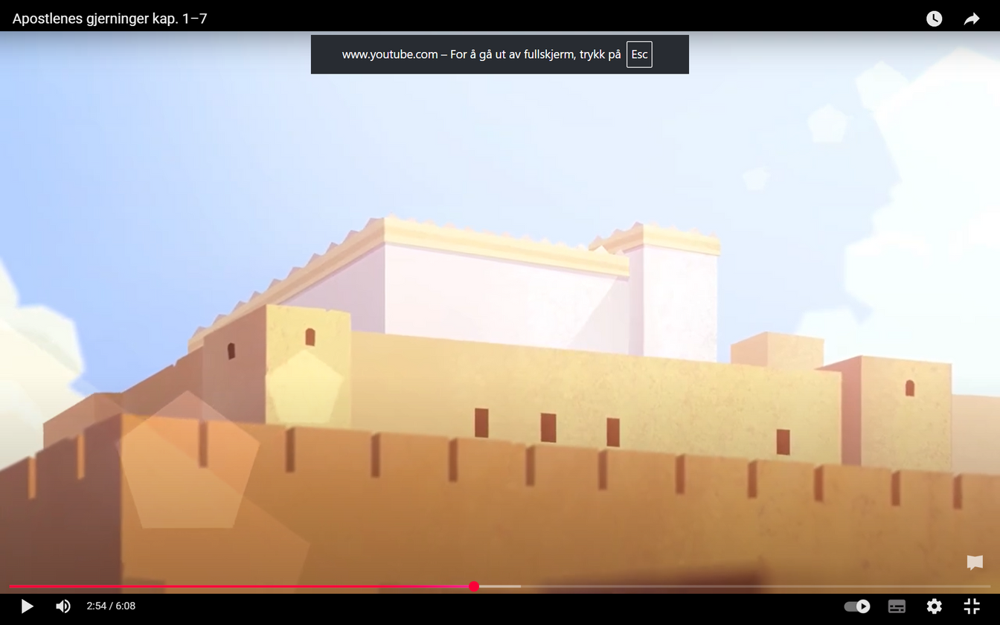 Apostlenes gjerninger kap. 1–7
www.youtube.com – For å gå ut av fullskjerm, trykk på Esc
2:54 / 6:08